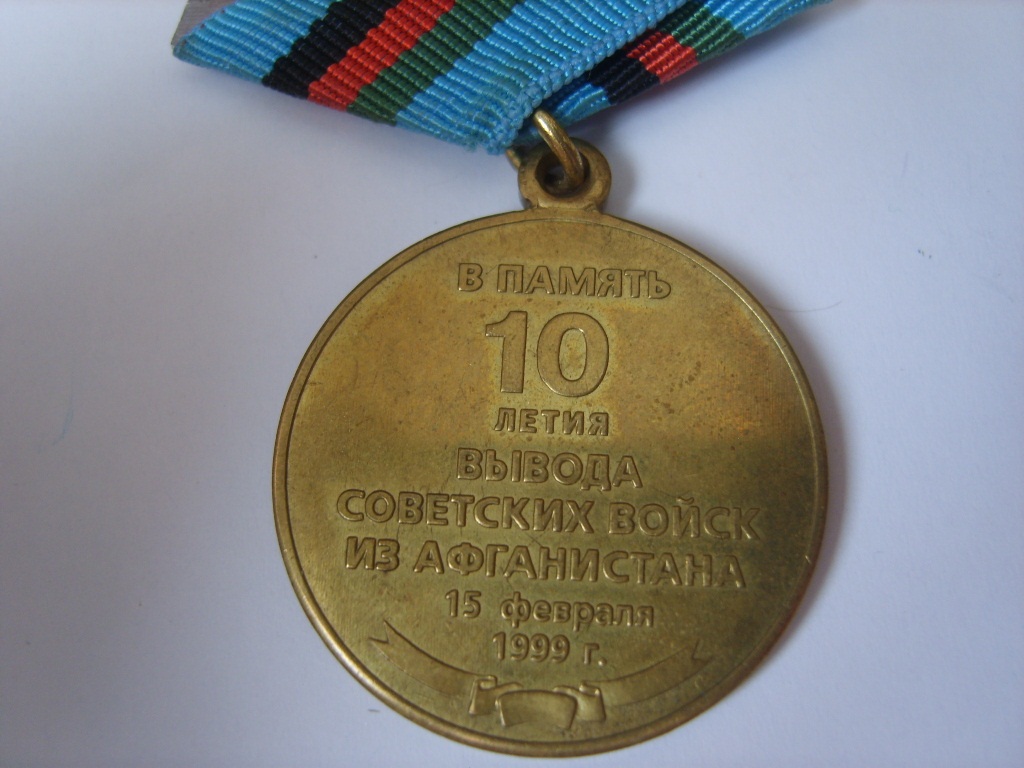 В ПАМЯТЬ
10
ЛЕТИЯ
ВЫВОДА
СОВЕТСКИХ ВОЙСК
ИЗ АФГАНИСТАНА
15 февраля
1999 г.